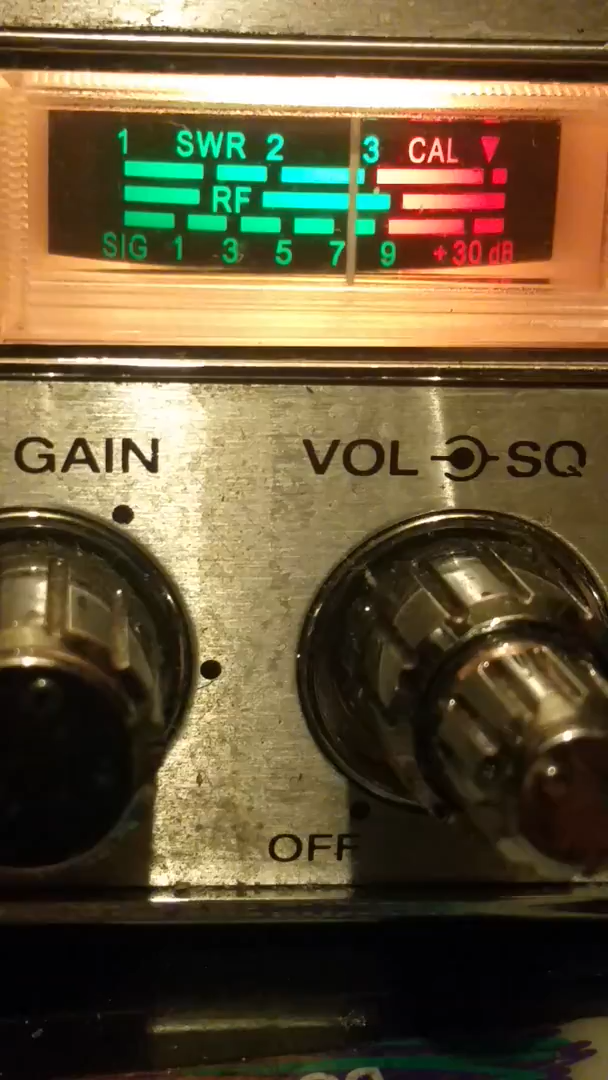 1 SWR 2 3 CAL
RF
SIG 1 3 5 7 9 +30 dB
GAIN VOL SQ
OFF